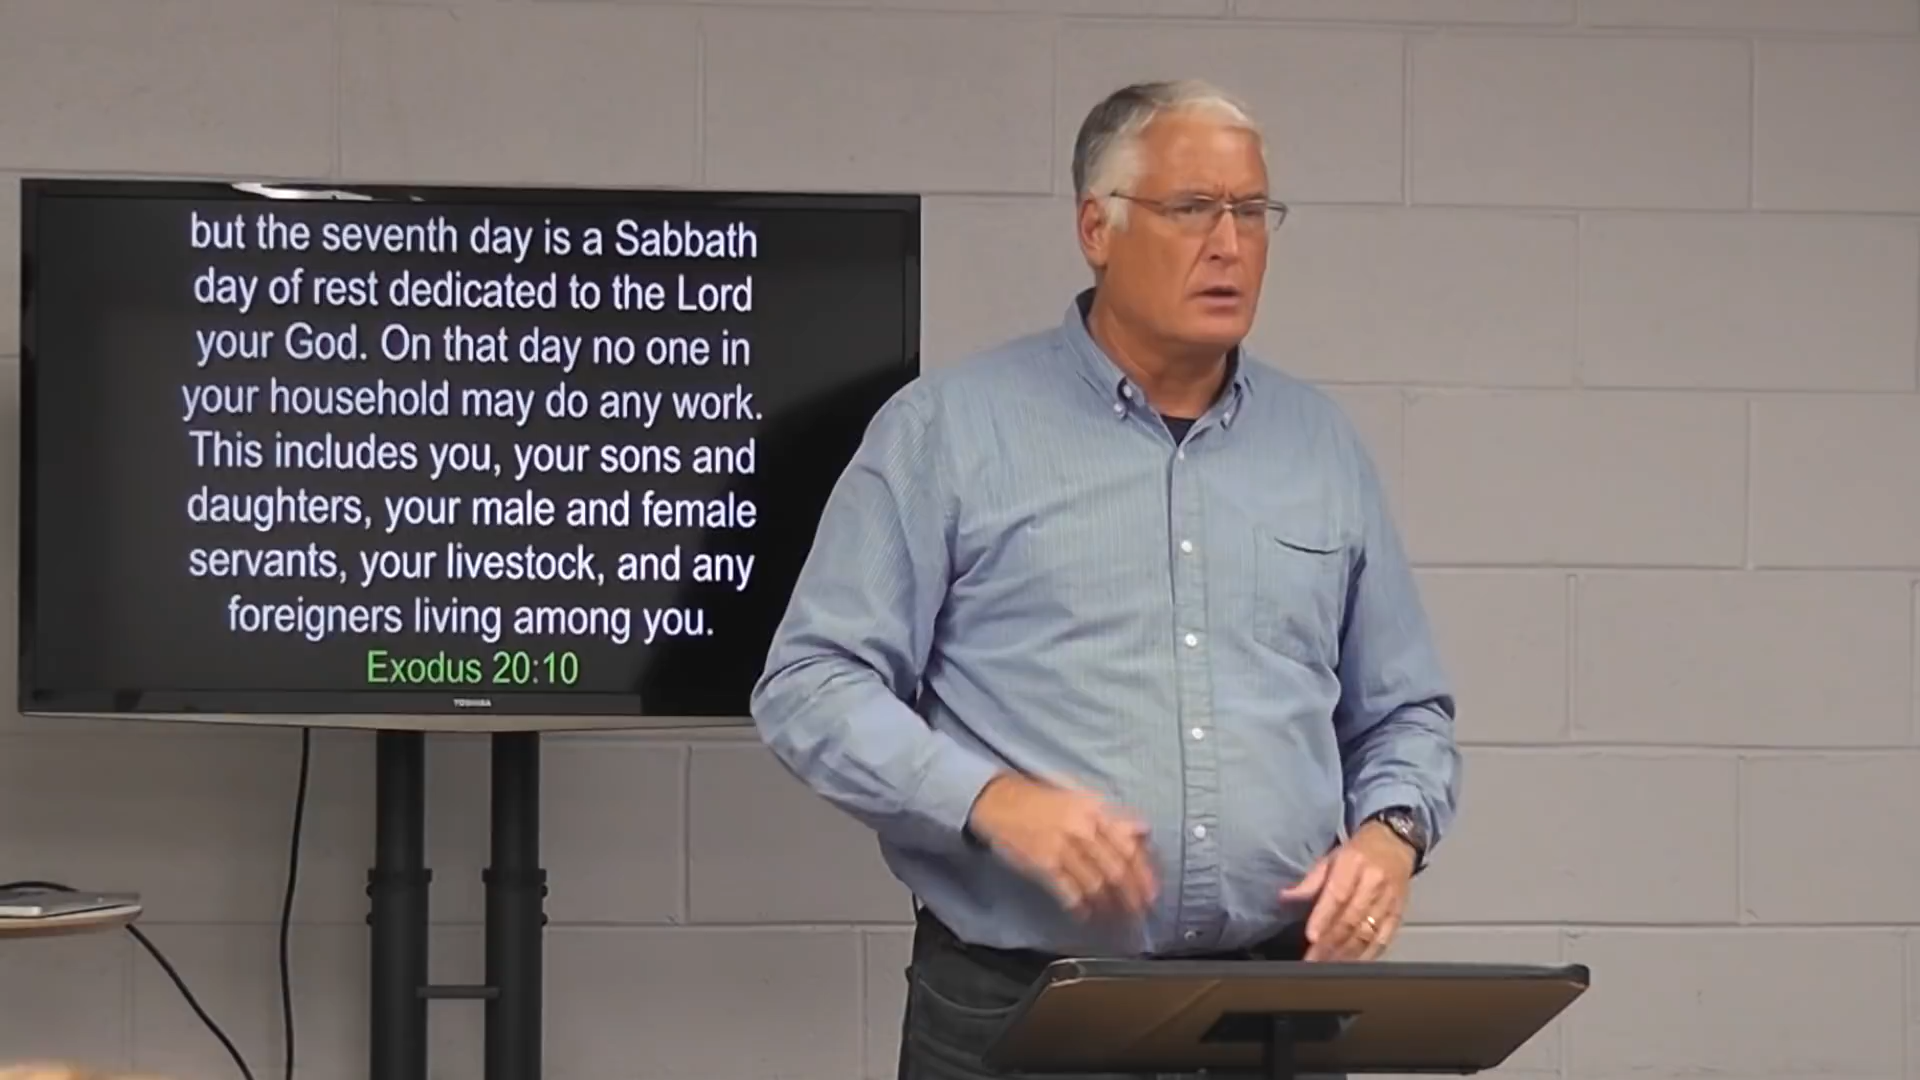 but the seventh day is a Sabbath
day of rest dedicated to the Lord
your God. On that day no one in
your household may do any work.
This includes you, your sons and
daughters, your male and female
servants, your livestock, and any
foreigners living among you.
Exodus 20:10
TOSHIBA